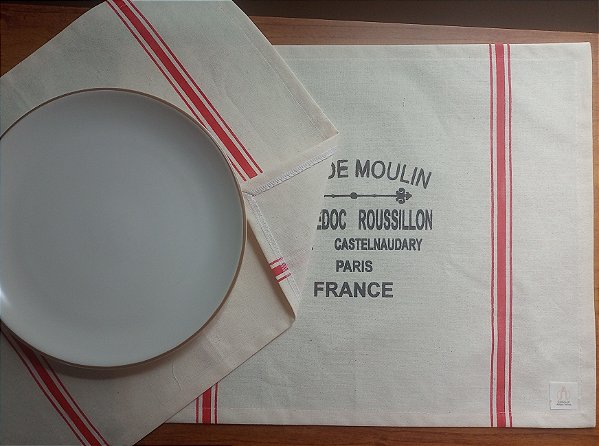 DE MOULIN
EDOC ROUSSILLON
CASTELNAUDARY
PARIS
FRANCE